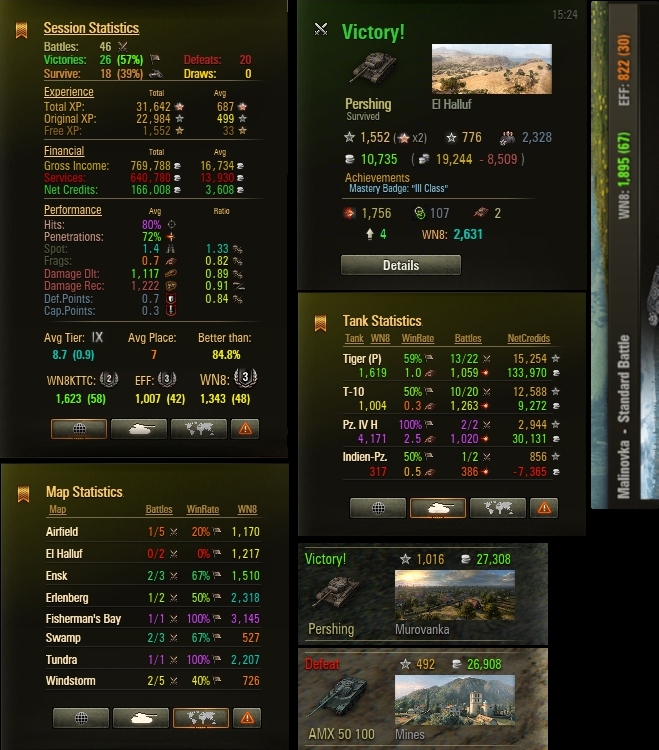 Session Statistics
Battles: 46
Victories: 26 (57%) Defeats: 20
Survive: 18 (39%) Draws: 0
Experience Total Avg
Total XP: 31,642 687
Original XP: 22,984 499
Free XP: 1,552 33
Financial Total Avg
Gross Income: 769,788 16,734
Services: 640,780 13,930
Net Credits: 166,008 3,608
Performance Avg Ratio
Hits: 80%
Penetrations: 72%
Spot: 1.4 1.33
Frags: 0.7 0.82
Damage Dlt: 1,117 0.89
Damage Rec: 1,222 0.91
Def.Points: 0.7 0.84
Cap.Points: 0.3
Avg Tier: IX Avg Place: Better than:
8.7 (0.9) 7 84.8%
WN8KTTC: 2 EFF: 3 WN8: 3
1,623 (58) 1,007 (42) 1,343 (48)
Map Statistics
Map Battles WinRate WN8
Airfield 1/5 20% 1,170
El Halluf 0/2 0% 1,217
Ensk 2/3 67% 1,510
Erlenberg 1/2 50% 2,318
Fisherman's Bay 1/1 100% 3,145
Swamp 2/3 67% 527
Tundra 1/1 100% 2,207
Windstorm 2/5 40% 726
15:24
Victory!
Pershing El Halluf
Survived
1,552 (x2) 776 2,328
10,735 ( 19,244 - 8,509 )
Achievements
Mastery Badge: "III Class"
1,756 107 2
4 WN8: 2,631
Details
Tank Statistics
Tank WN8 WinRate Battles NetCredids
Tiger (P) 59% 13/22 15,254
1,619 1.0 1,059 133,970
T-10 50% 10/20 12,588
1,004 0.3 1,263 9,272
Pz. IV H 100% 2/2 2,944
4,171 2.5 1,020 30,131
Indien-Pz. 50% 1/2 856
317 0.5 386 -7,365
Victory! 1,016 27,308
Pershing Murovanka
Defeat 492 26,908
AMX 50 100 Mines
Malinovka - Standard Battle WN8: 1,895 (67) EFF: 822 (30)